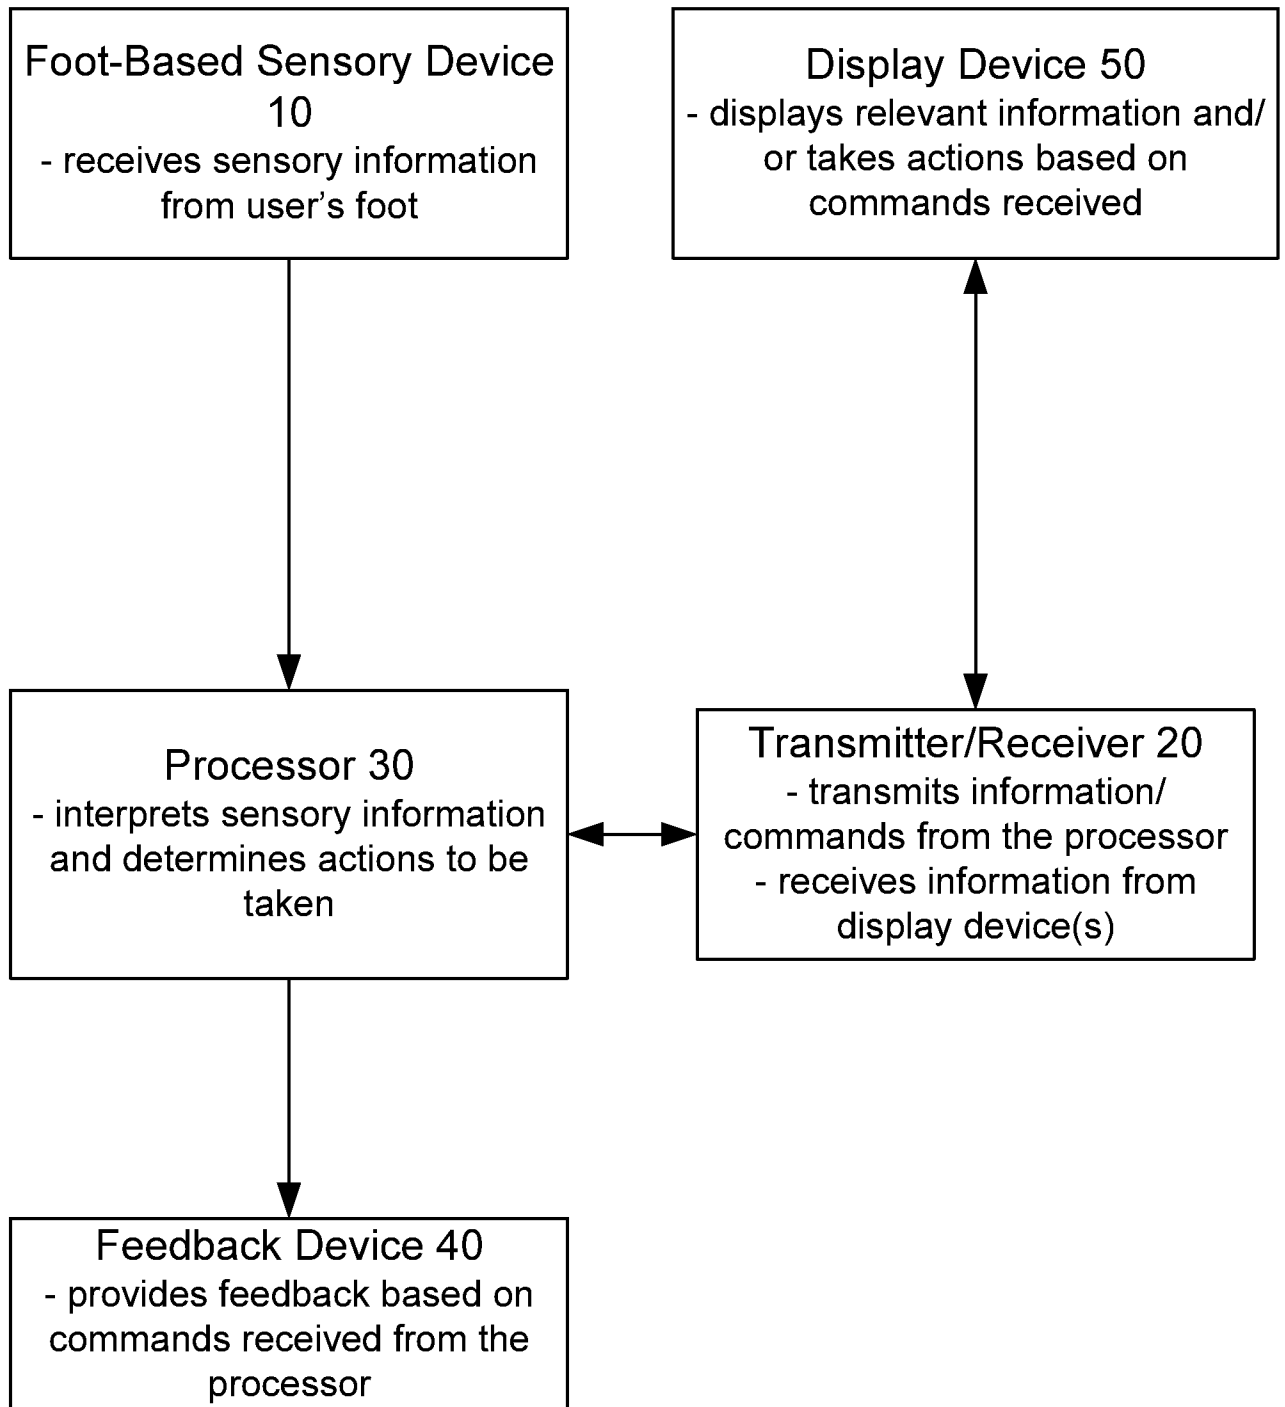 Foot-Based Sensory Device
10
- receives sensory information
from user’s foot
Display Device 50
- displays relevant information and/
or takes actions based on
commands received
Processor 30
- interprets sensory information
and determines actions to be
taken
Transmitter/Receiver 20
- transmits information/
commands from the processor
- receives information from
display device(s)
Feedback Device 40
- provides feedback based on
commands received from the
processor